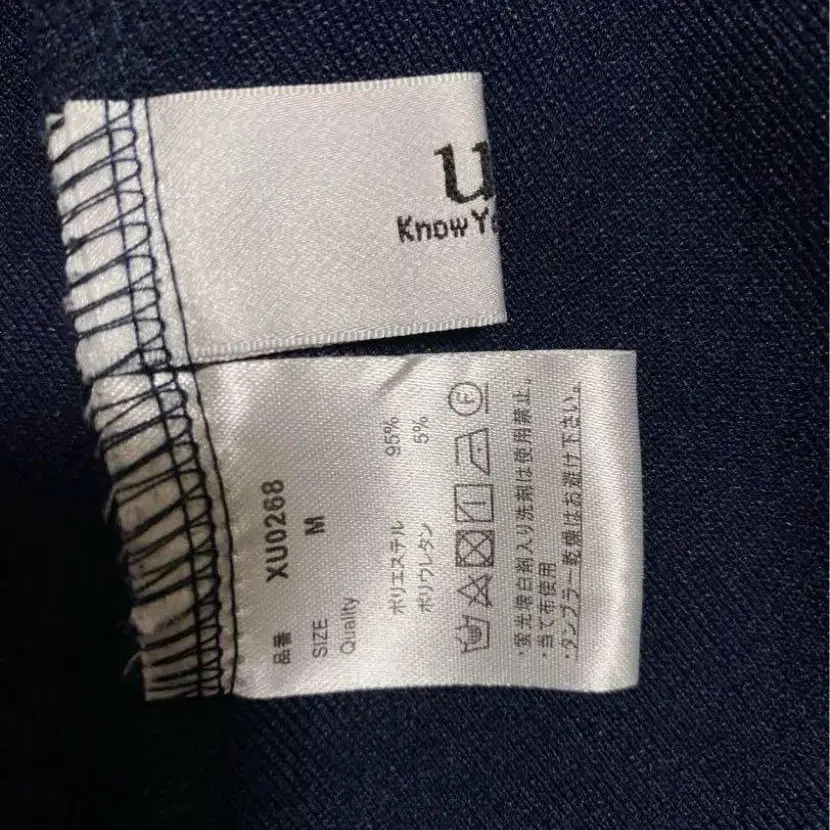 u
Know Yo
品番 XU0268
SIZE M
Quality
ポリエステル 95%
ポリウレタン 5%
F
・蛍光増白剤入り洗剤は使用禁止。
・当て布使用
・タンブラー乾燥はお避け下さい。